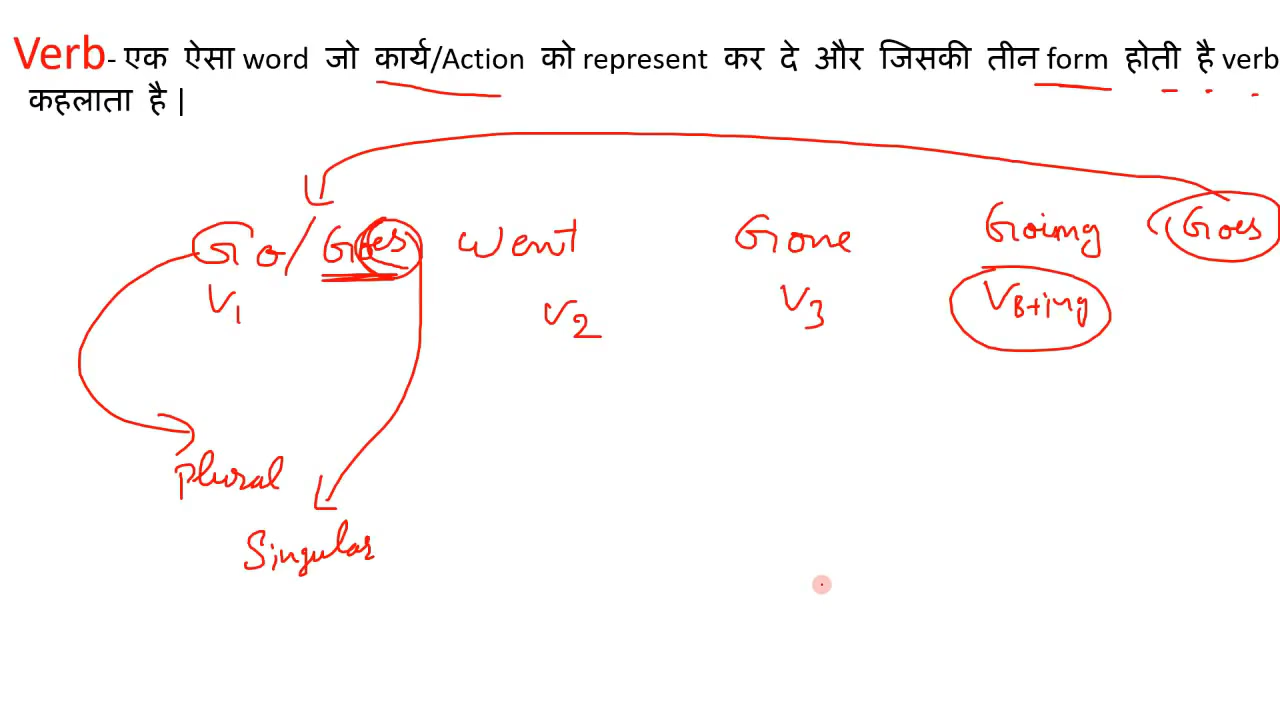 Verb- एक ऐसा word जो कार्य/Action को represent कर दे और जिसकी तीन form होती है verb
कहलाता है |
Go/ Goes Went Gone Going Goes
V1 V2 V3 VB+ing
Plural
Singular